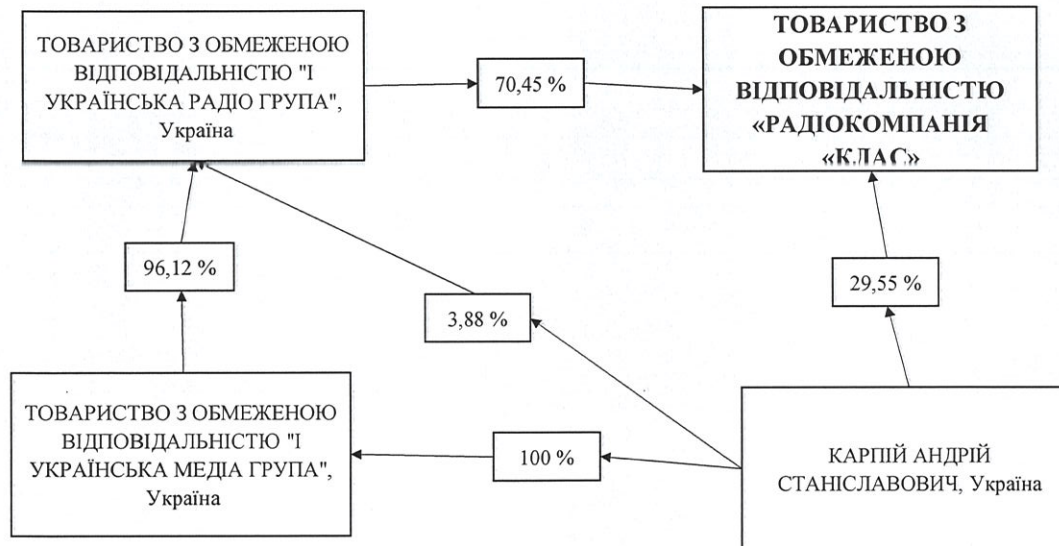 ТОВАРИСТВО З ОБМЕЖЕНОЮ
ВІДПОВІДАЛЬНІСТЮ "І
УКРАЇНСЬКА РАДІО ГРУПА",
Україна
70,45 %
ТОВАРИСТВО З
ОБМЕЖЕНОЮ
ВІДПОВІДАЛЬНІСТЮ
«РАДІОКОМПАНІЯ
«КЛАС»
96,12 %
3,88 %
29,55 %
ТОВАРИСТВО З ОБМЕЖЕНОЮ
ВІДПОВІДАЛЬНІСТЮ "І
УКРАЇНСЬКА МЕДІА ГРУПА",
Україна
100 %
КАРПІЙ АНДРІЙ
СТАНІСЛАВОВИЧ, Україна